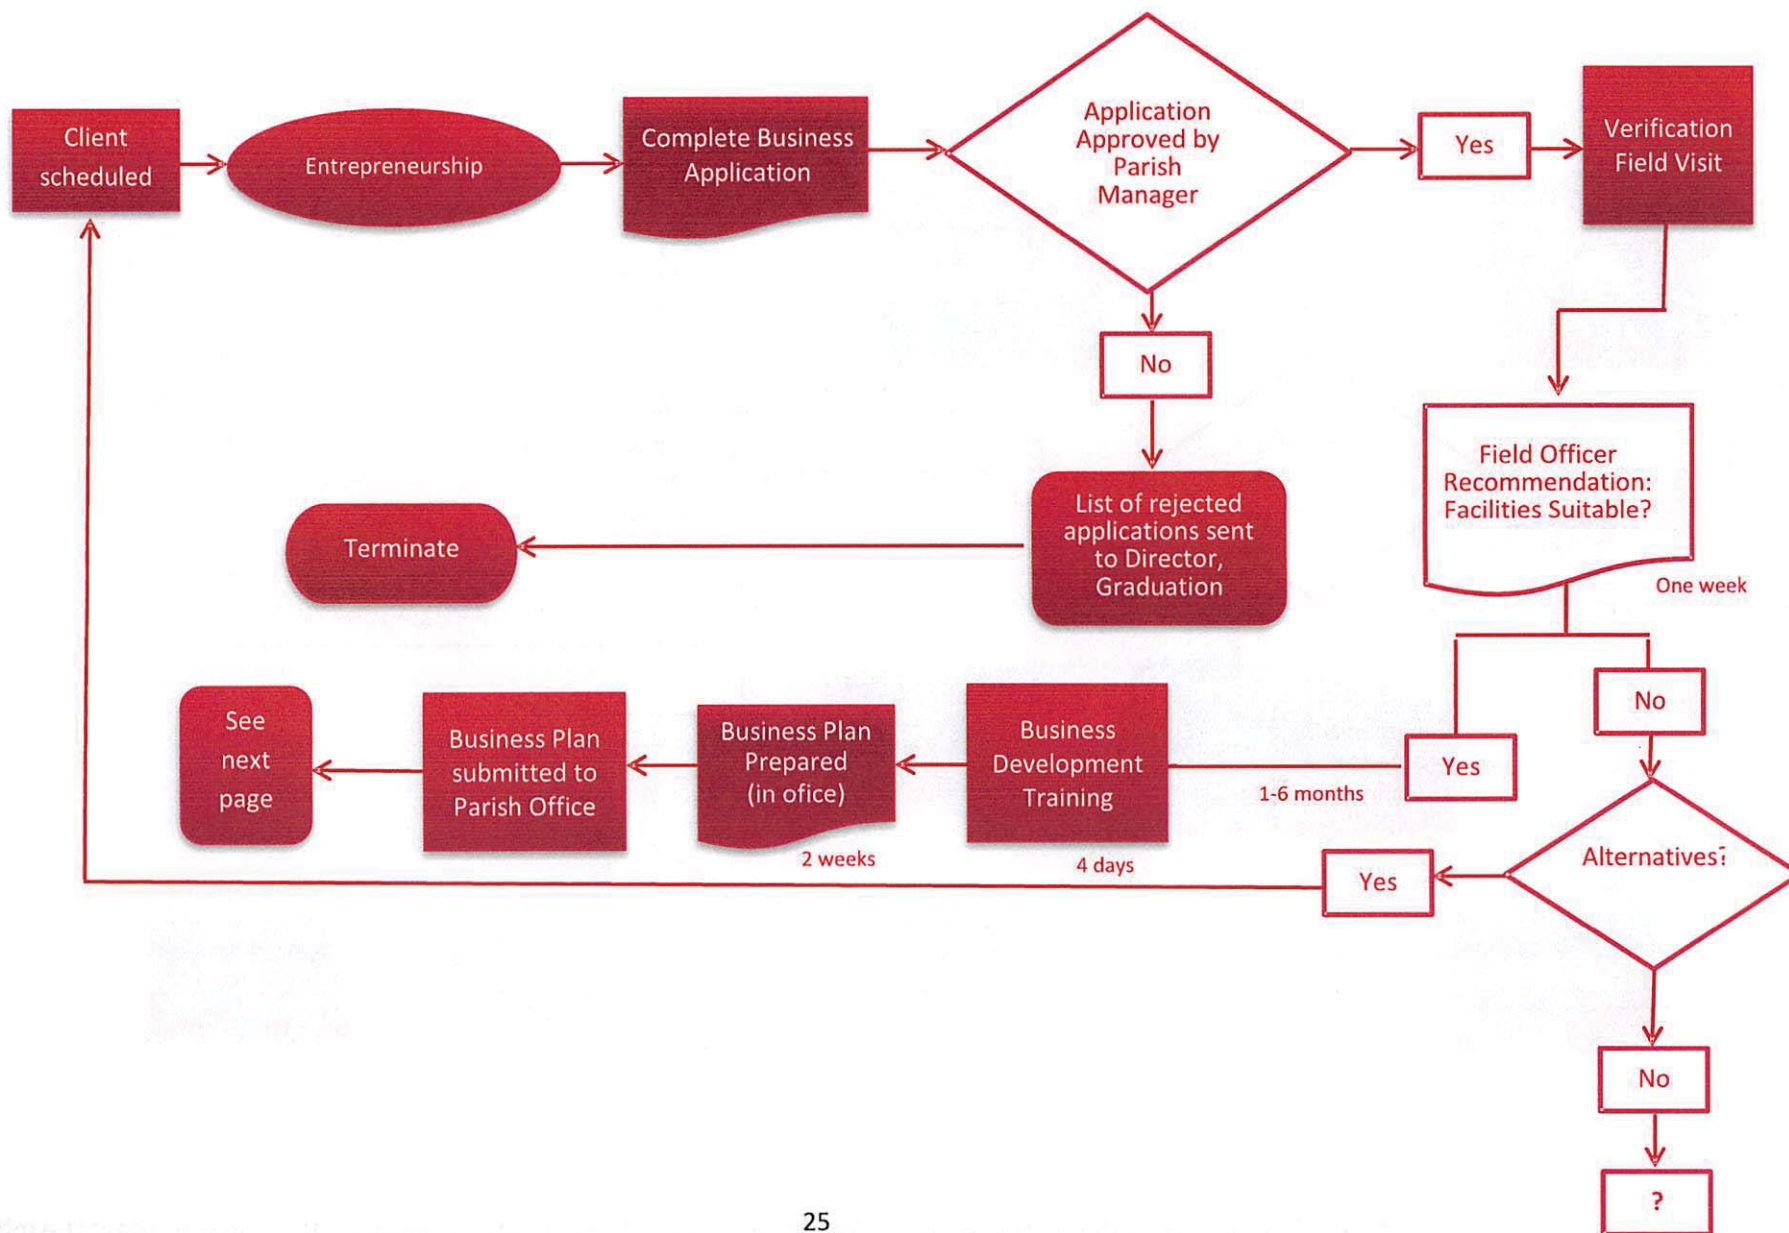 Client
scheduled
Entrepreneurship
Complete Business
Application
Application
Approved by
Parish
Manager
Yes
Verification
Field Visit
No
List of rejected
applications sent
to Director,
Graduation
Terminate
Field Officer
Recommendation:
Facilities Suitable?
One week
See
next
page
Business Plan
submitted to
Parish Office
Business Plan
Prepared
(in ofice)
2 weeks
Business
Development
Training
4 days
1-6 months
Yes
No
Alternatives?
Yes
No
?
25